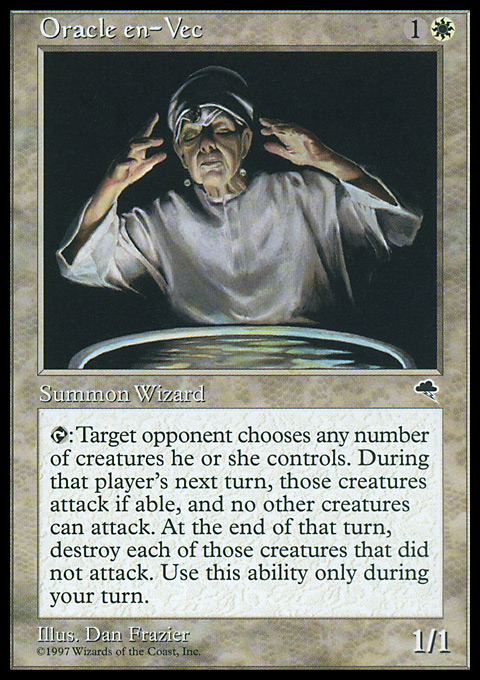 Oracle en-Vec 1
Summon Wizard
: Target opponent chooses any number
of creatures he or she controls. During
that player's next turn, those creatures
attack if able, and no other creatures
can attack. At the end of that turn,
destroy each of those creatures that did
not attack. Use this ability only during
your turn.
Illus. Dan Frazier
©1997 Wizards of the Coast, Inc.
1/1